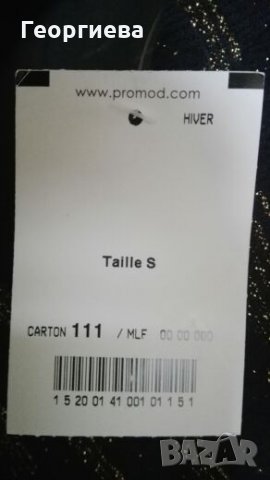 Георгиева
www.promod.com
HIVER
Taille S
CARTON 111 / MLF 00 00 000
1 5 20 01 41 001 01 1 5 1
BAZAR